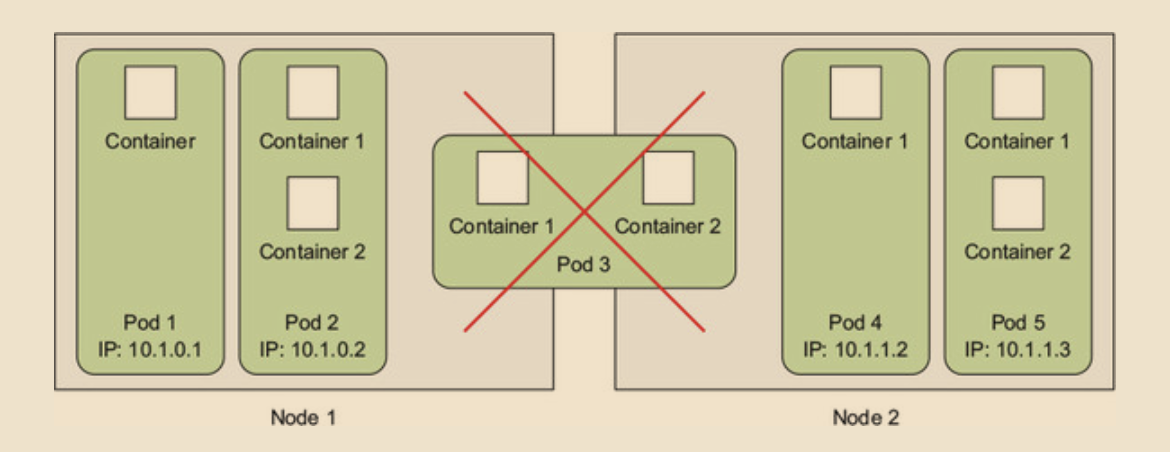 Container
Pod 1
IP: 10.1.0.1
Container 1
Container 2
Pod 2
IP: 10.1.0.2
Container 1
Container 2
Pod 3
Container 1
Pod 4
IP: 10.1.1.2
Container 1
Container 2
Pod 5
IP: 10.1.1.3
Node 1
Node 2